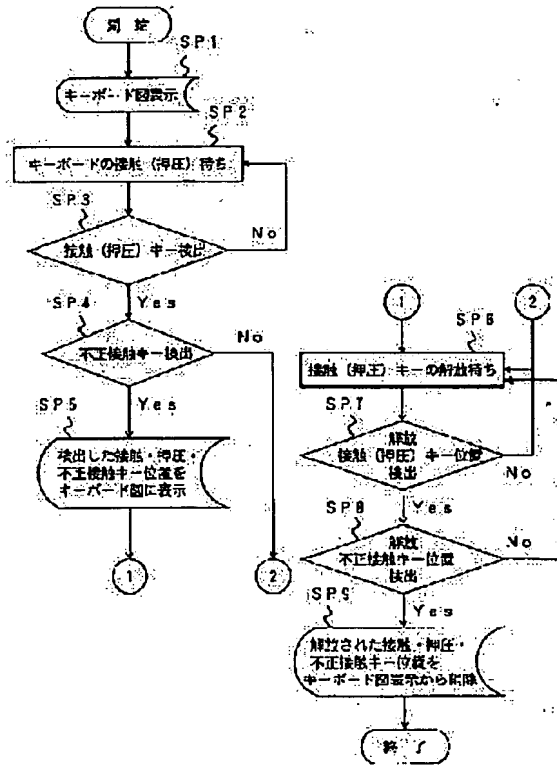 開始
SP1
キーボード図表示
SP2
キーボードの接触（押圧）待ち
SP3
接触（押圧）キー検出
No
Yes
SP4
不正接触キー検出
No
Yes
SP5
検出した接触・押圧・
不正接触キー位置を
キーボード図に表示
1
2
1
2
SP6
接触（押圧）キーの解放待ち
SP7
解放
接触（押圧）キー位置
検出
No
Yes
SP8
解放
不正接触キー位置
検出
No
Yes
SP9
解放された接触・押圧・
不正接触キー位置を
キーボード図表示から削除
終了